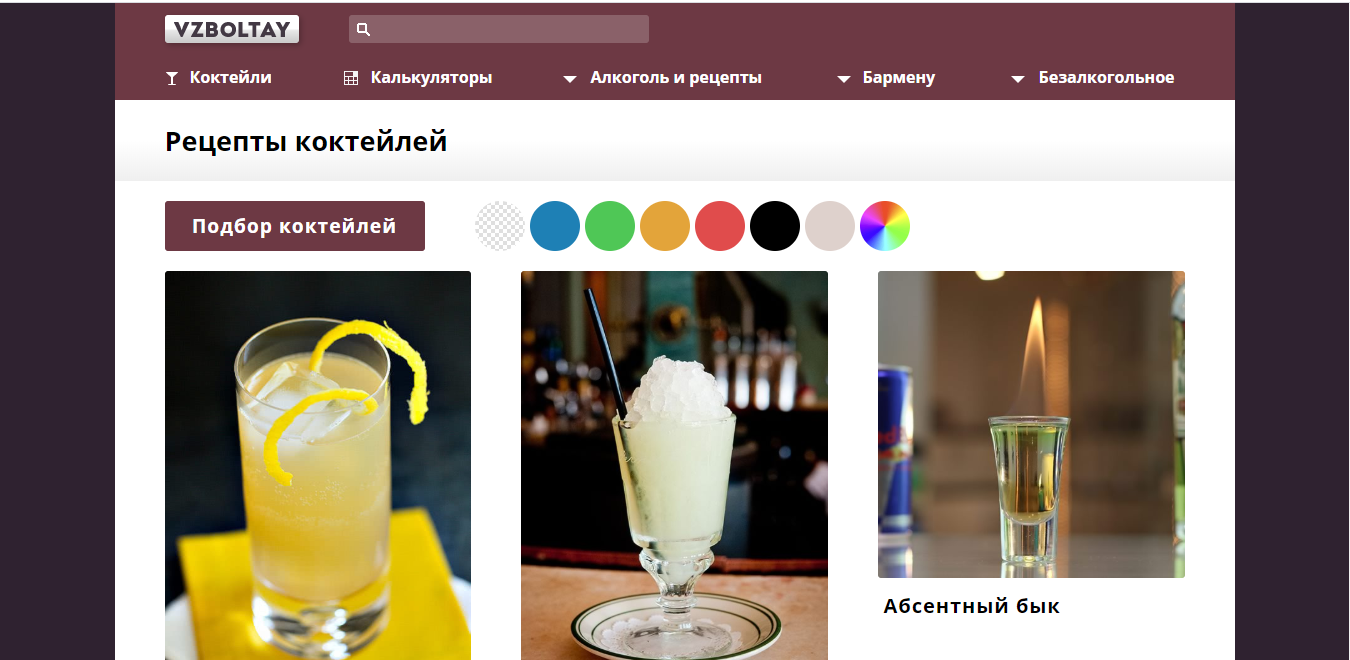 VZBOLTAY
Коктейли
Калькуляторы
Алкоголь и рецепты
Бармену
Безалкогольное
Рецепты коктейлей
Подбор коктейлей
Абсентный бык